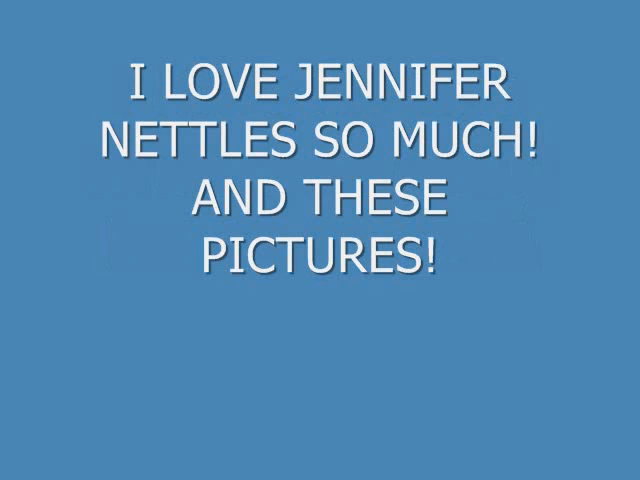 I LOVE JENNIFER
NETTLES SO MUCH!
AND THESE
PICTURES!